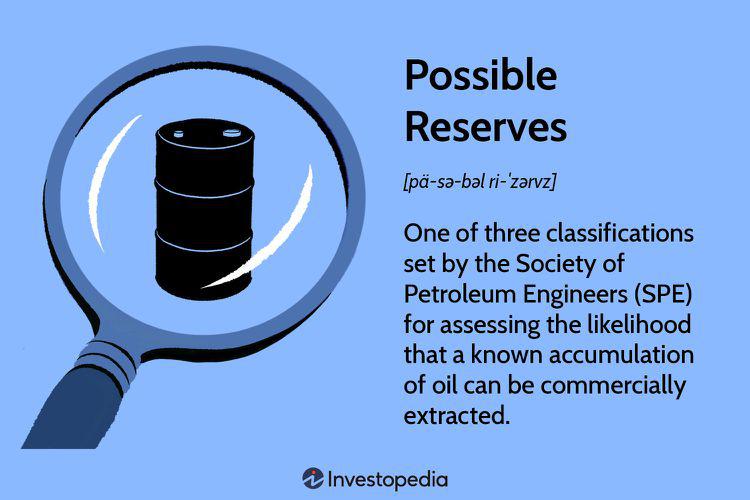 Possible
Reserves
[pä-sə-bəl ri-ˈzərvz]
One of three classifications
set by the Society of
Petroleum Engineers (SPE)
for assessing the likelihood
that a known accumulation
of oil can be commercially
extracted.
Investopedia